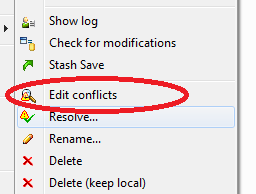 Show log
Check for modifications
Stash Save
Edit conflicts
Resolve...
Rename...
Delete
Delete (keep local)